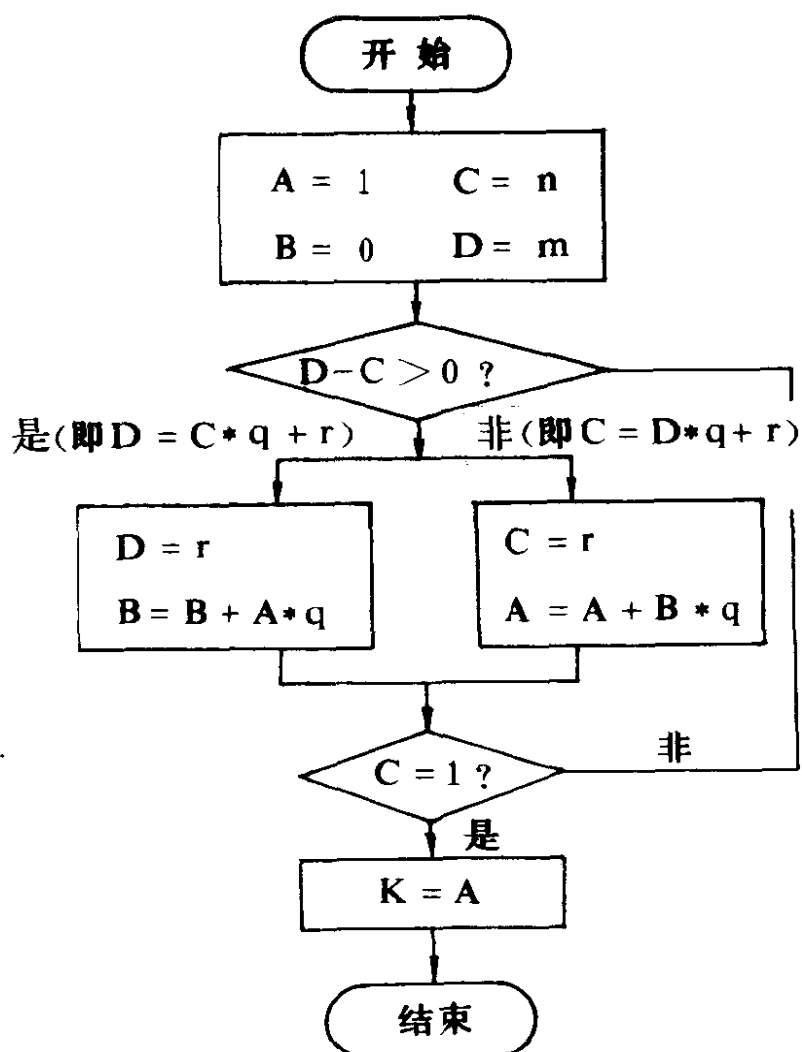 开始
A = 1 C = n
B = 0 D = m
D-C > 0 ?
是(即D = C* q + r) 非(即C = D*q+ r)
D = r
B = B + A* q
C = r
A = A + B * q
C = 1 ?
非
是
K = A
结束